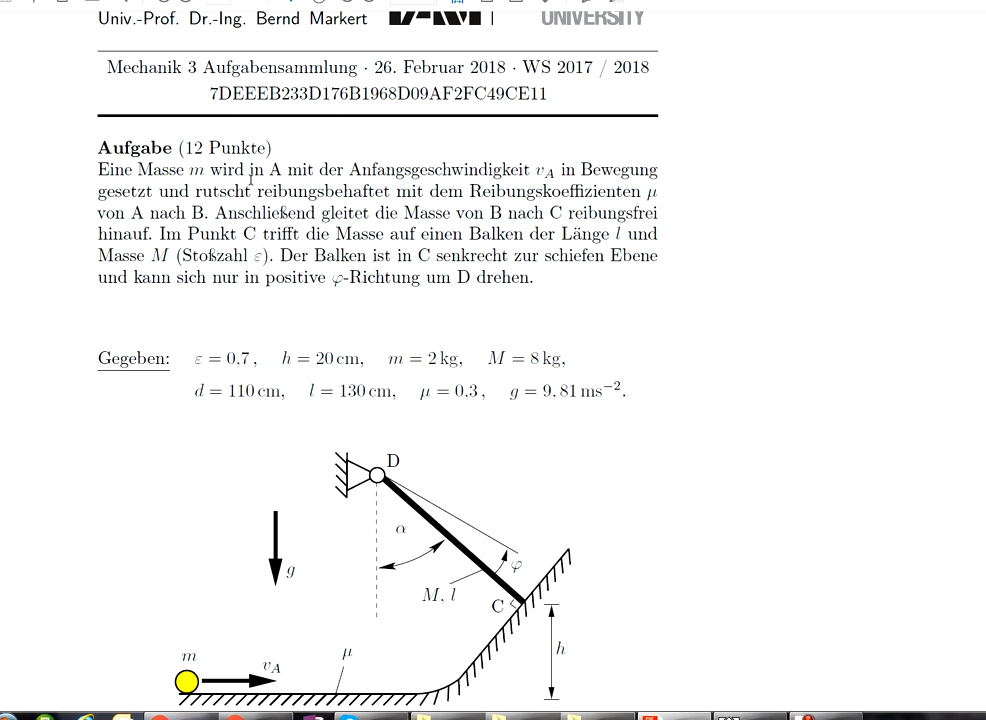 Univ.-Prof. Dr.-Ing. Bernd Markert
UNIVERSITY
Mechanik 3 Aufgabensammlung · 26. Februar 2018 · WS 2017 / 2018
7DEEEB233D176B1968D09AF2FC49CE11
Aufgabe (12 Punkte)
Eine Masse m wird in A mit der Anfangsgeschwindigkeit v_A in Bewegung
gesetzt und rutscht reibungsbehaftet mit dem Reibungskoeffizienten μ
von A nach B. Anschließend gleitet die Masse von B nach C reibungsfrei
hinauf. Im Punkt C trifft die Masse auf einen Balken der Länge l und
Masse M (Stoßzahl ε). Der Balken ist in C senkrecht zur schiefen Ebene
und kann sich nur in positive φ-Richtung um D drehen.
Gegeben: ε = 0,7, h = 20 cm, m = 2 kg, M = 8 kg,
d = 110 cm, l = 130 cm, μ = 0,3, g = 9,81 ms⁻².
D
α
g
φ
M, l
C
h
m
v_A
μ